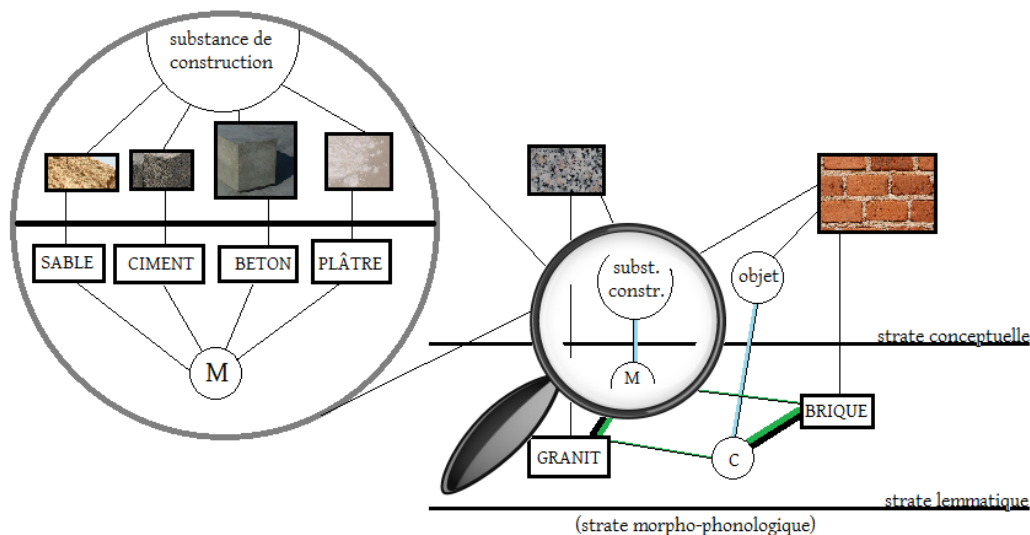 substance de
construction
SABLE
CIMENT
BETON
PLÂTRE
M
subst.
constr.
objet
strate conceptuelle
M
BRIQUE
GRANIT
C
strate lemmatique
(strate morpho-phonologique)